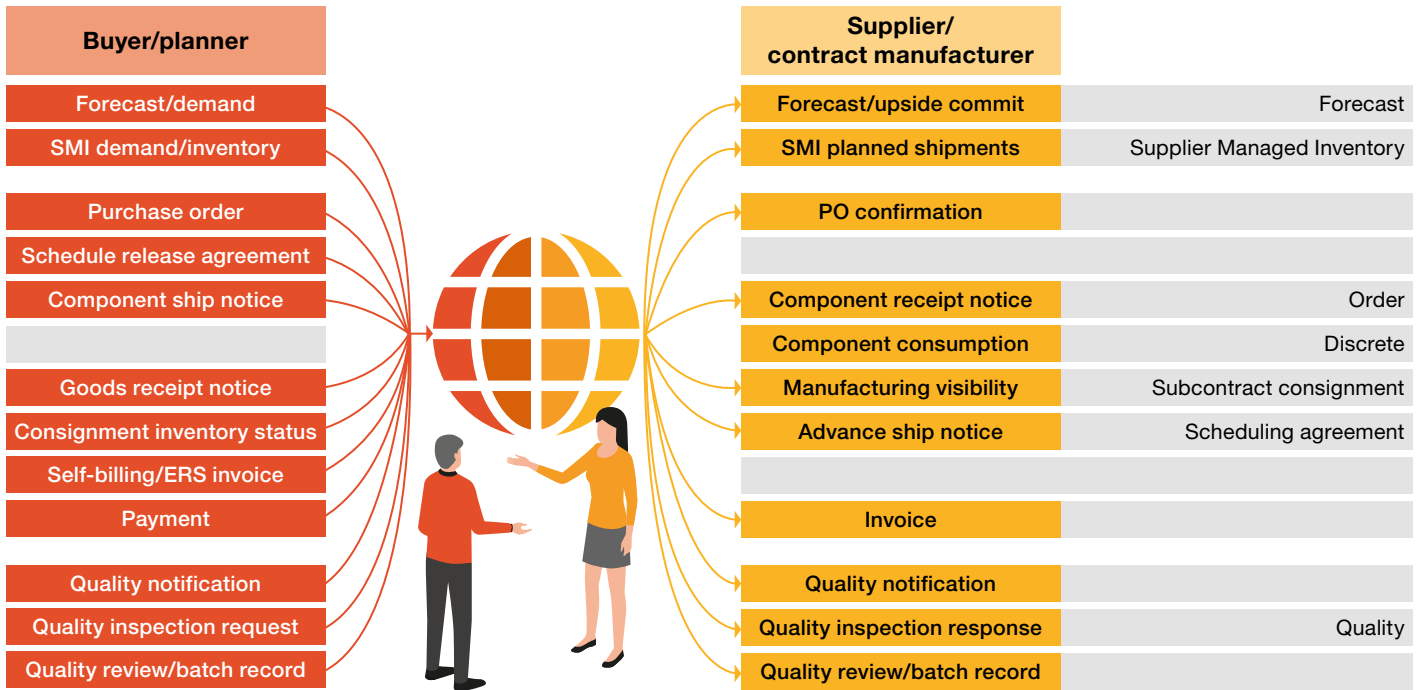 Buyer/planner
Supplier/
contract manufacturer
Forecast/demand
Forecast/upside commit
Forecast
SMI demand/inventory
SMI planned shipments
Supplier Managed Inventory
Purchase order
PO confirmation
Schedule release agreement
Component ship notice
Component receipt notice
Order
Component consumption
Discrete
Goods receipt notice
Manufacturing visibility
Subcontract consignment
Consignment inventory status
Advance ship notice
Scheduling agreement
Self-billing/ERS invoice
Payment
Invoice
Quality notification
Quality notification
Quality inspection request
Quality inspection response
Quality
Quality review/batch record
Quality review/batch record